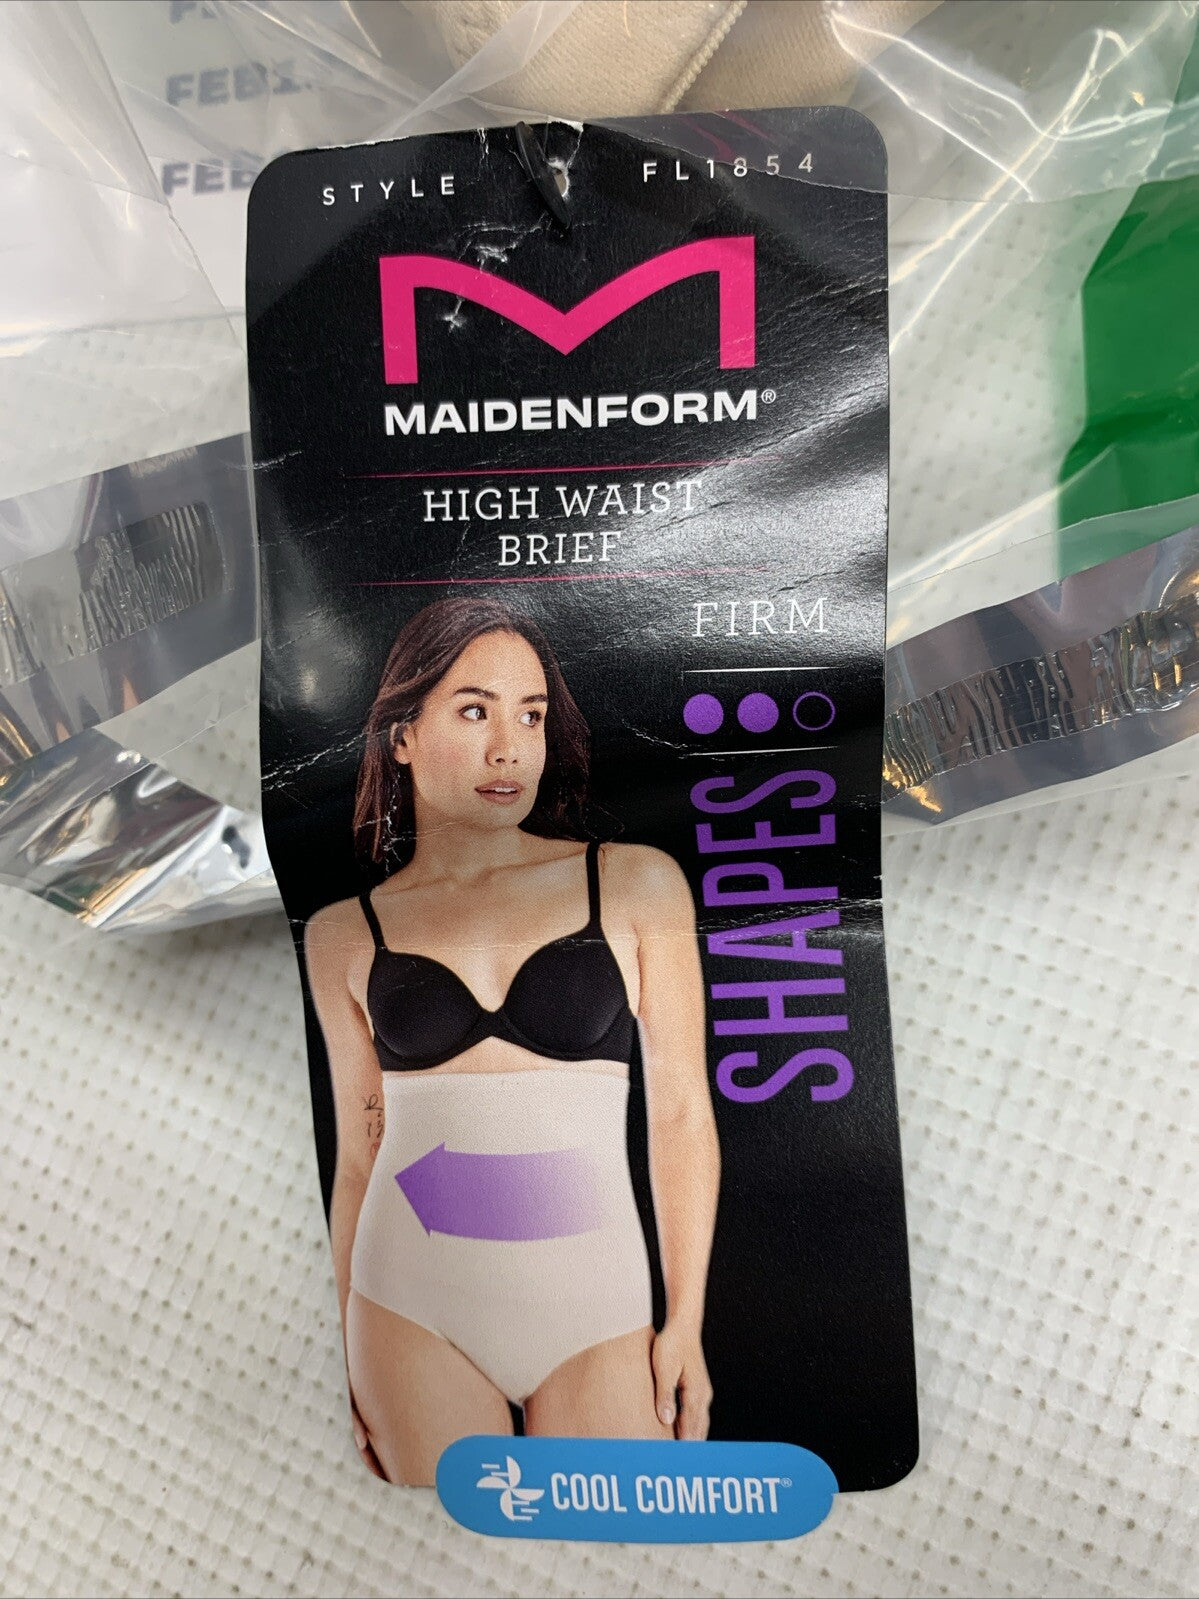 STYLE FL1854
MAIDENFORM®
HIGH WAIST
BRIEF
FIRM
SHAPES
COOL COMFORT®